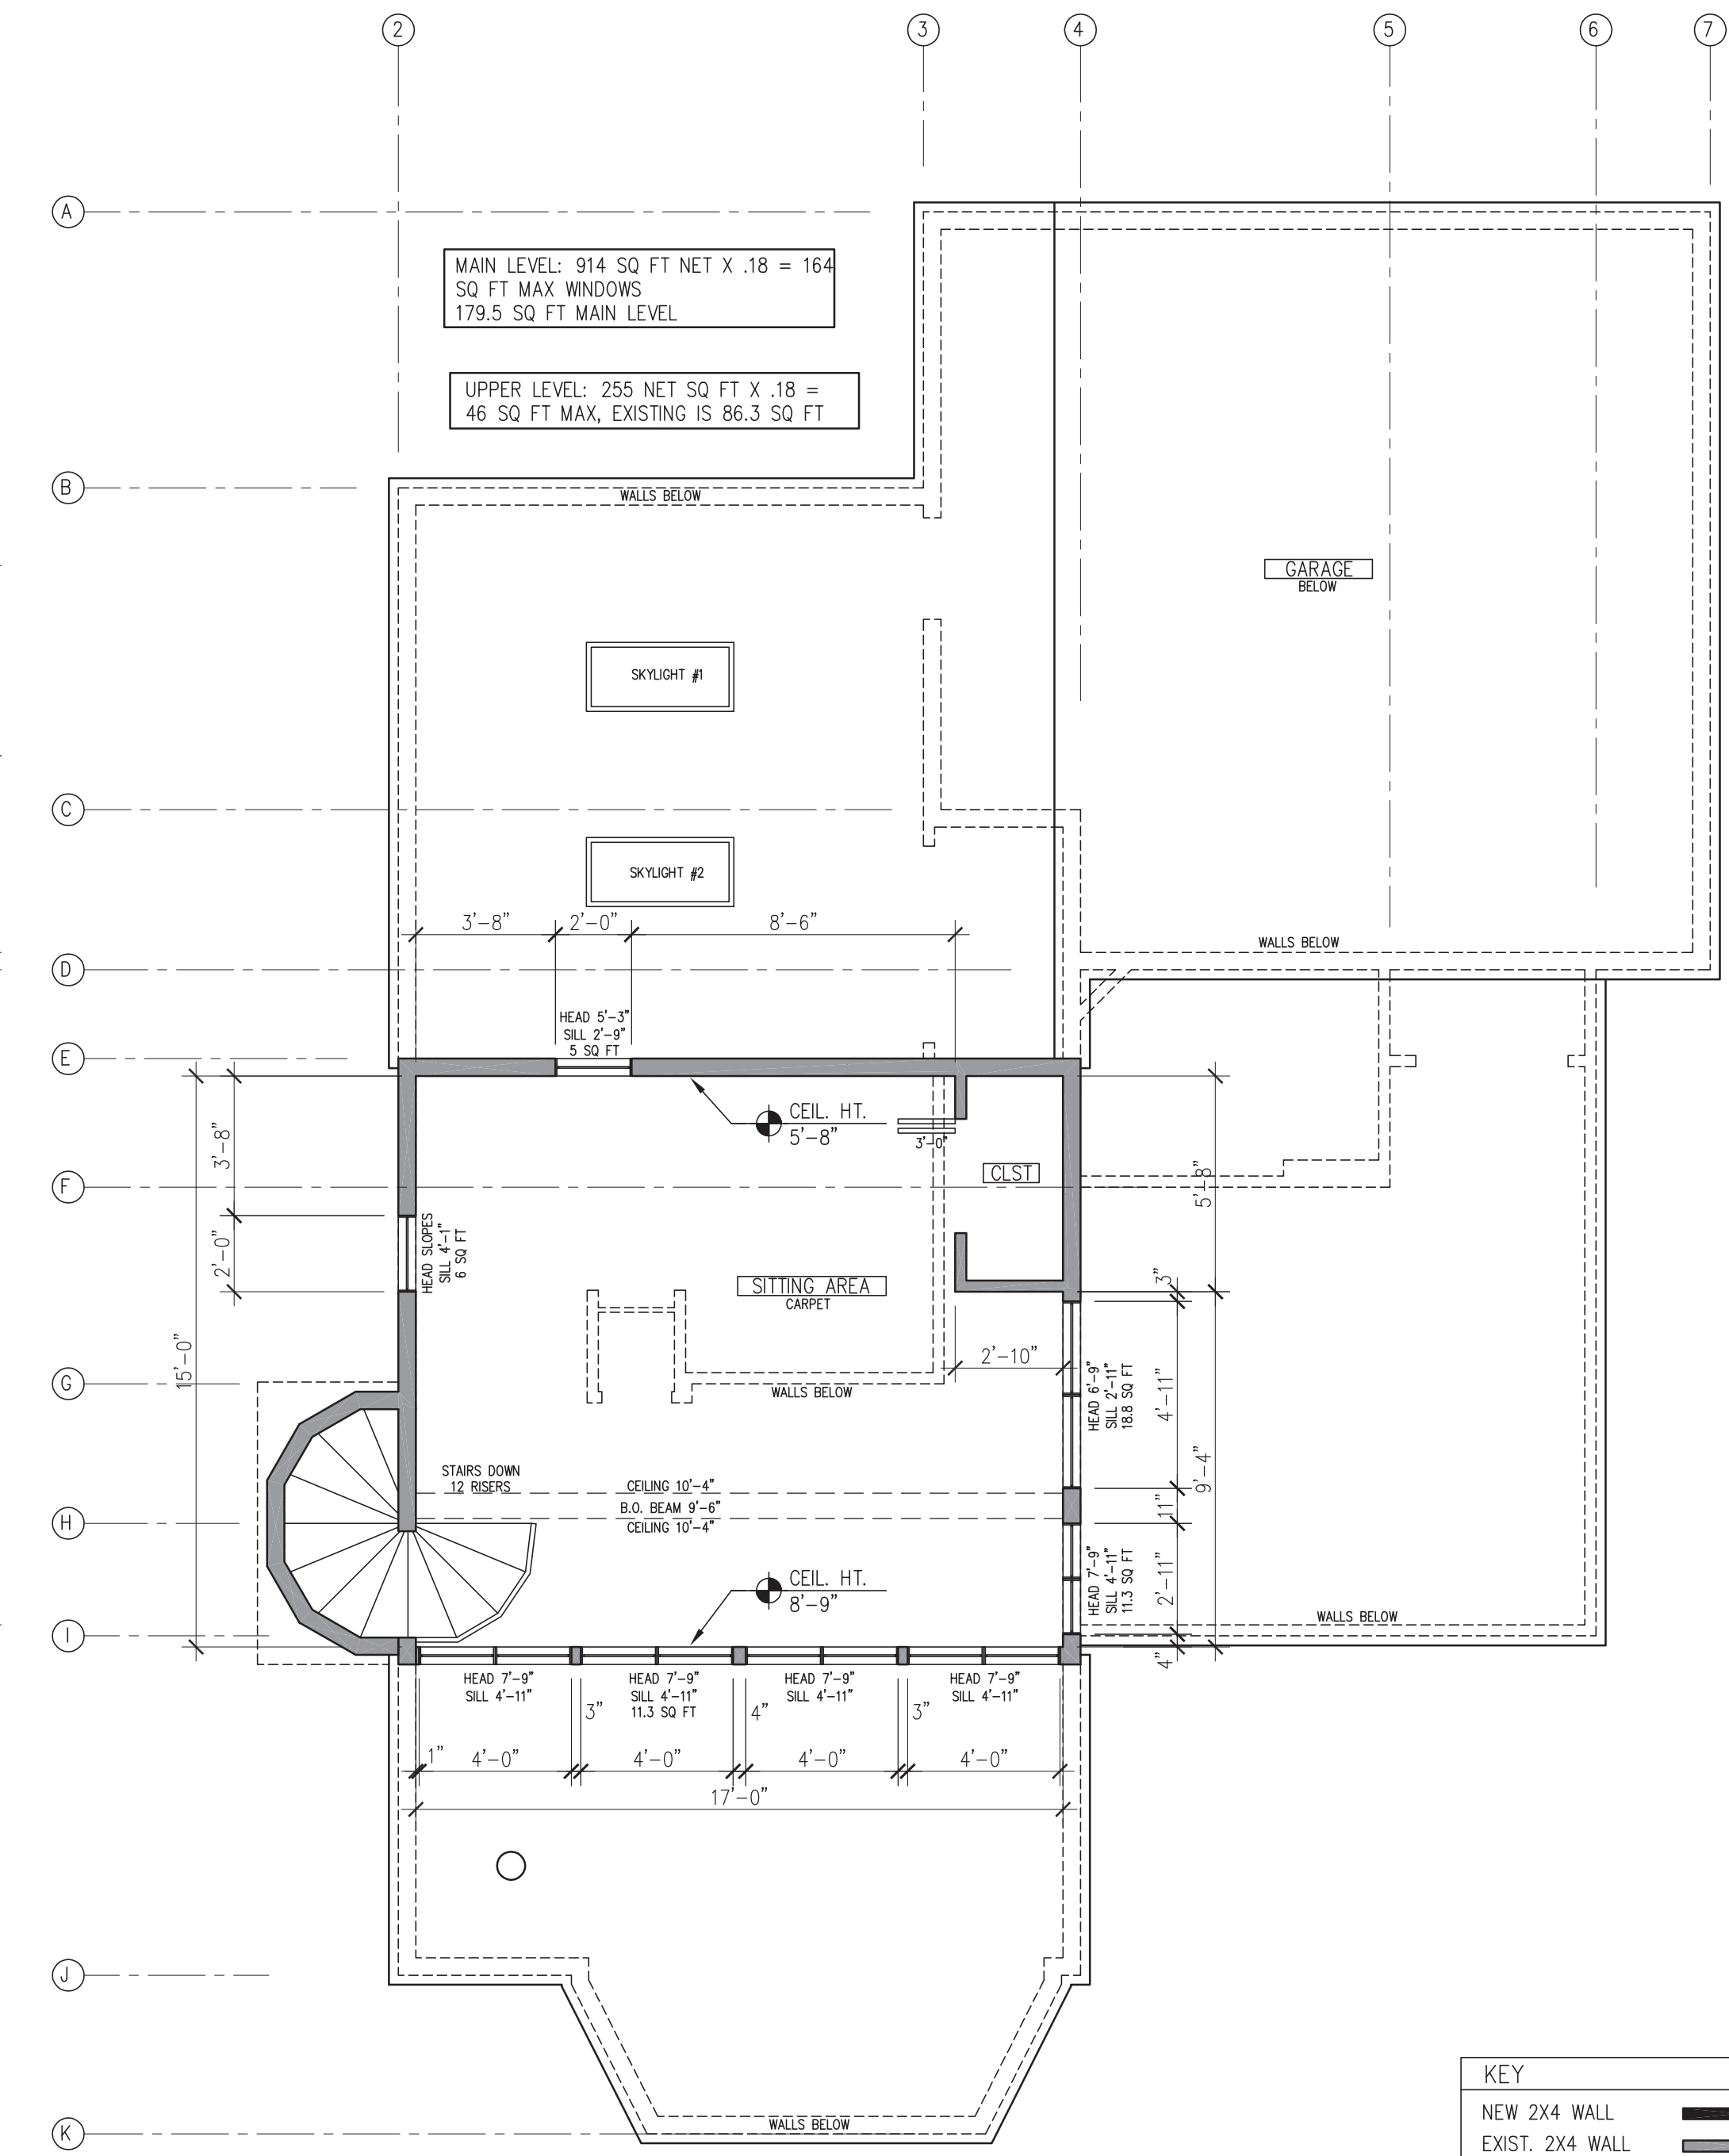 2
3
4
5
6
7
A
MAIN LEVEL: 914 SQ FT NET X .18 = 164
SQ FT MAX WINDOWS
179.5 SQ FT MAIN LEVEL
UPPER LEVEL: 255 NET SQ FT X .18 =
46 SQ FT MAX, EXISTING IS 86.3 SQ FT
B
WALLS BELOW
GARAGE
BELOW
SKYLIGHT #1
C
SKYLIGHT #2
3'-8"
2'-0"
8'-6"
WALLS BELOW
D
HEAD 5'-3"
SILL 2'-9"
5 SQ FT
E
CEIL. HT.
5'-8"
3'-0"
3'-8"
CLST
F
5'-8"
2'-0"
HEAD SLOPES
SILL 4'-1"
6 SQ FT
SITTING AREA
CARPET
3"
15'-0"
2'-10"
G
WALLS BELOW
HEAD 6'-9"
SILL 2'-11"
18.8 SQ FT
4'-11"
9'-4"
STAIRS DOWN
12 RISERS
CEILING 10'-4"
B.O. BEAM 9'-6"
CEILING 10'-4"
11"
H
CEIL. HT.
8'-9"
HEAD 7'-9"
SILL 4'-11"
11.3 SQ FT
2'-11"
WALLS BELOW
I
4"
HEAD 7'-9"
SILL 4'-11"
HEAD 7'-9"
SILL 4'-11"
11.3 SQ FT
HEAD 7'-9"
SILL 4'-11"
HEAD 7'-9"
SILL 4'-11"
3"
4"
3"
1"
4'-0"
4'-0"
4'-0"
4'-0"
17'-0"
J
K
WALLS BELOW
KEY
NEW 2X4 WALL
EXIST. 2X4 WALL